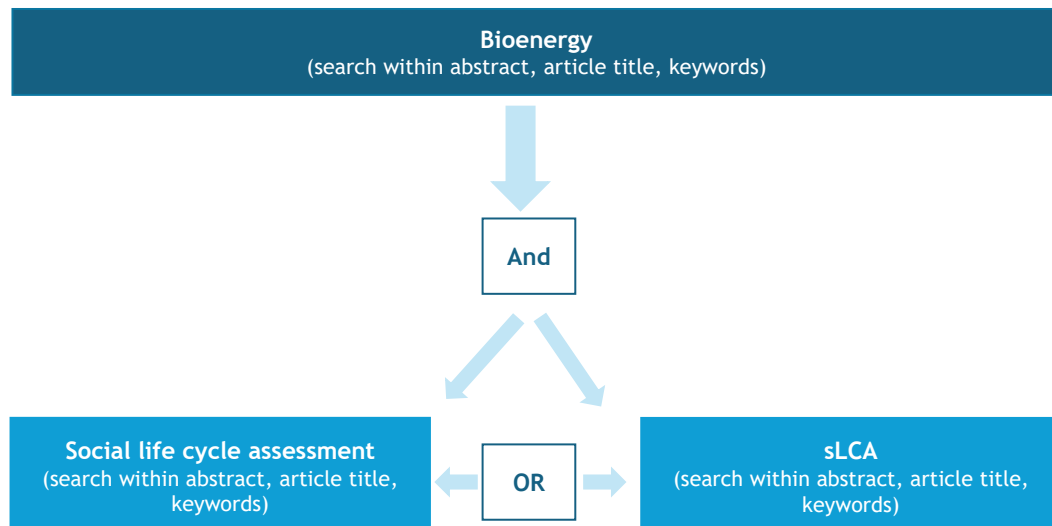 Bioenergy
(search within abstract, article title, keywords)
And
Social life cycle assessment
(search within abstract, article title,
keywords)
OR
sLCA
(search within abstract, article title,
keywords)